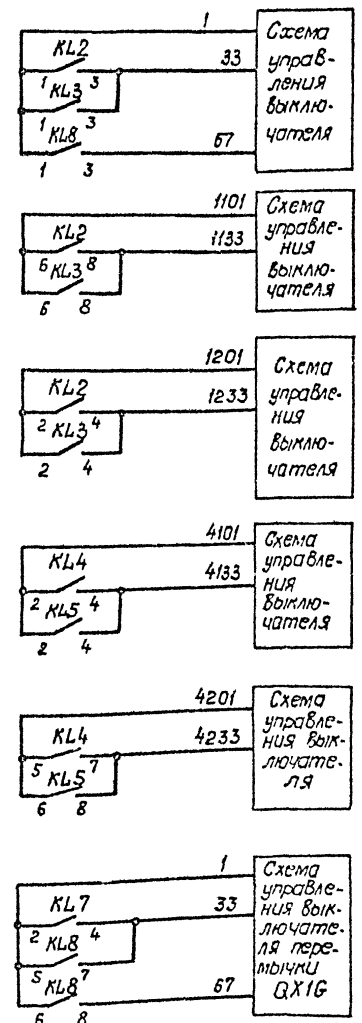 1
KL2
33
1 3
KL3
1 3
KL8
67
1 3
Схема
управ-
ления
выклю-
чателя
1101
KL2
1133
6 8
KL3
6 8
Схема
управле-
ния
выклю-
чателя
1201
KL2
1233
2 4
KL3
2 4
Схема
управле-
ния
выклю-
чателя
4101
KL4
4133
2 4
KL5
2 4
Схема
управле-
ния
выклю-
чателя
4201
KL4
4233
5 7
KL5
6 8
Схема
управле-
ния вык-
лючате-
ля
1
KL7
33
2 4
KL8
5 7
KL8
67
6 8
Схема
управле-
ния вык-
лючате-
ля пере-
мычки
QX1G